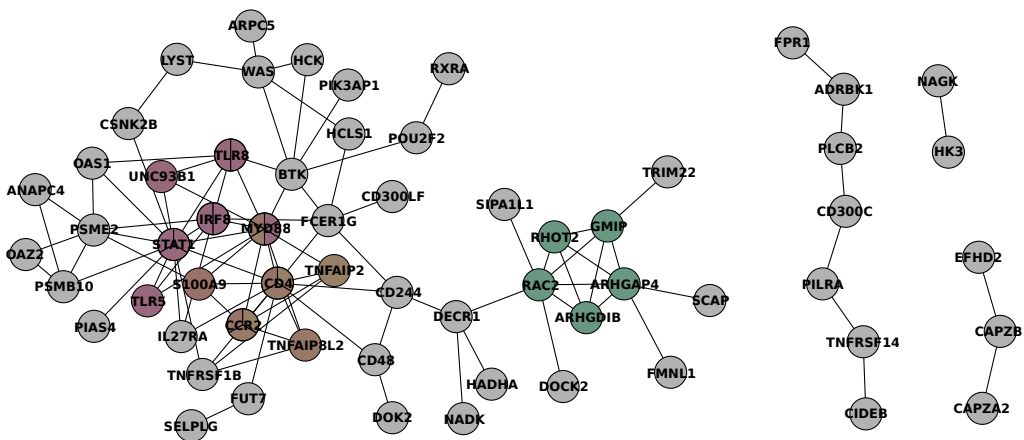 ARPC5
FPR1
LYST
WAS
HCK
RXRA
PIK3AP1
ADRBK1
NAGK
CSNK2B
HCLS1
POU2F2
PLCB2
HK3
OAS1
TLR8
UNC93B1
BTK
TRIM22
ANAPC4
CD300LF
SIPA1L1
CD300C
IRF8
FCER1G
PSME2
MYD88
RHOT2
GMIP
STAT1
OAZ2
EFHD2
TNFAIP2
PSMB10
S100A9
CD4
CD244
RAC2
ARHGAP4
PILRA
TLR5
SCAP
DECR1
ARHGDIB
PIAS4
IL27RA
CCR2
CAPZB
TNFAIP8L2
TNFRSF14
CD48
TNFRSF1B
FMNL1
HADHA
DOCK2
FUT7
CAPZA2
SELPLG
DOK2
NADK
CIDEB